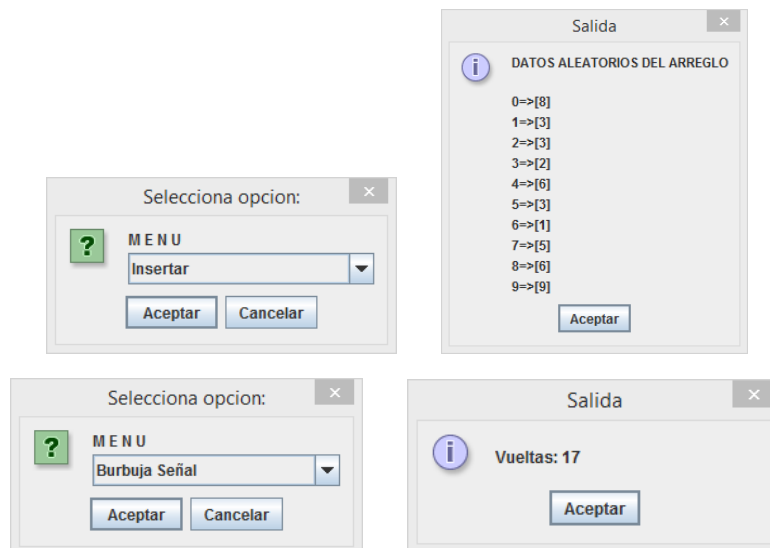 Salida
DATOS ALEATORIOS DEL ARREGLO
0=>[8]
1=>[3]
2=>[3]
3=>[2]
4=>[6]
5=>[3]
6=>[1]
7=>[5]
8=>[6]
9=>[9]
Aceptar
Selecciona opcion:
M E N U
Insertar
Aceptar Cancelar
Selecciona opcion:
M E N U
Burbuja Señal
Aceptar Cancelar
Salida
Vueltas: 17
Aceptar